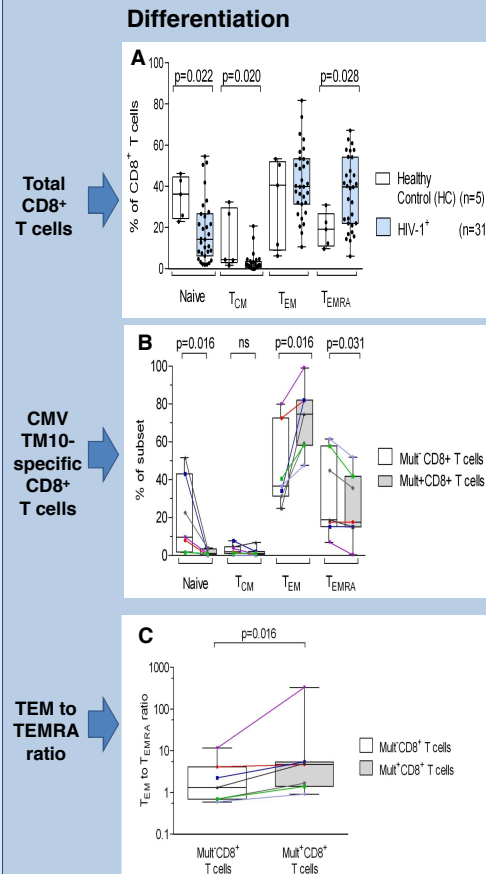 Differentiation
A
p=0.022
p=0.020
p=0.028
% of CD8+ T cells
100
80
60
40
20
0
Naive
TCM
TEM
TEMRA
Healthy
Control (HC) (n=5)
HIV-1+ (n=31
Total
CD8+
T cells
B
p=0.016
ns
p=0.016
p=0.031
% of subset
100
80
60
40
20
0
Naive
TCM
TEM
TEMRA
Mult- CD8+ T cells
Mult+CD8+ T cells
CMV
TM10-
specific
CD8+
T cells
C
p=0.016
TEM to TEMRA ratio
1000
100
10
1
0.1
Mult-CD8+
T cells
Mult+CD8+
T cells
Mult-CD8+ T cells
Mult+CD8+ T cells
TEM to
TEMRA
ratio